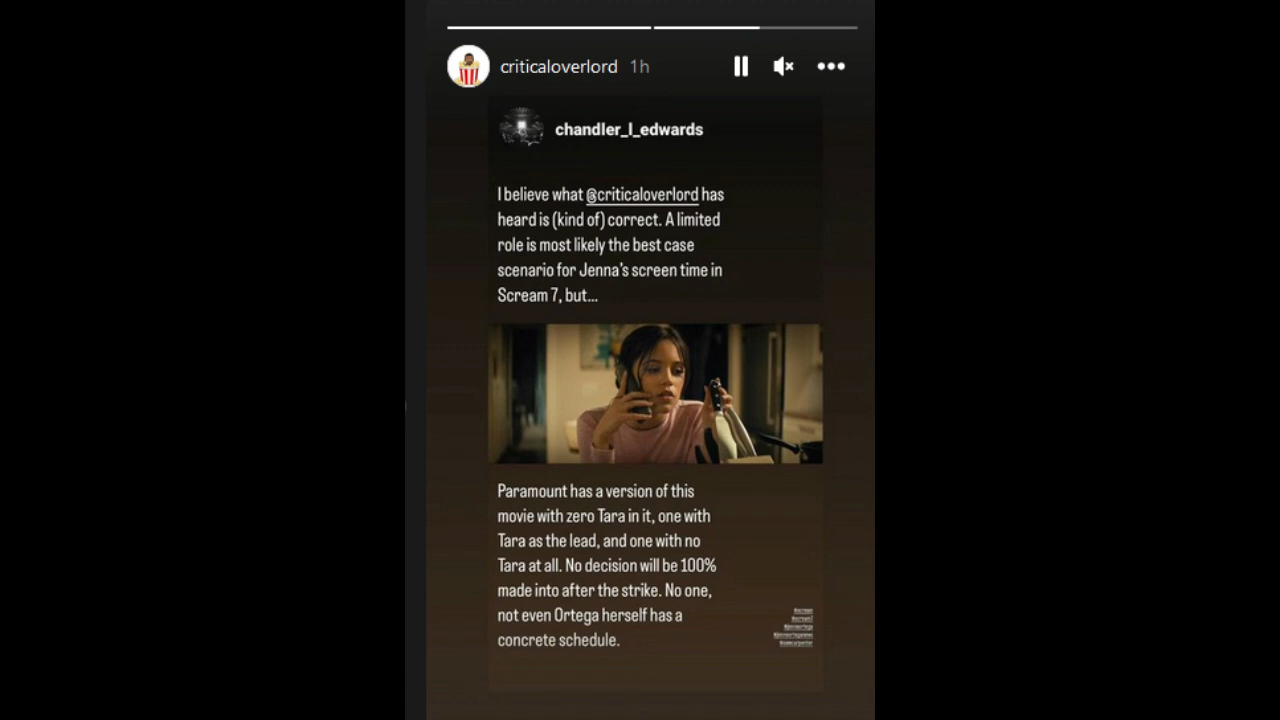 criticaloverlord 1h
chandler_l_edwards
I believe what @criticaloverlord has
heard is (kind of) correct. A limited
role is most likely the best case
scenario for Jenna's screen time in
Scream 7, but...
Paramount has a version of this
movie with zero Tara in it, one with
Tara as the lead, and one with no
Tara at all. No decision will be 100%
made into after the strike. No one,
not even Ortega herself has a
concrete schedule.